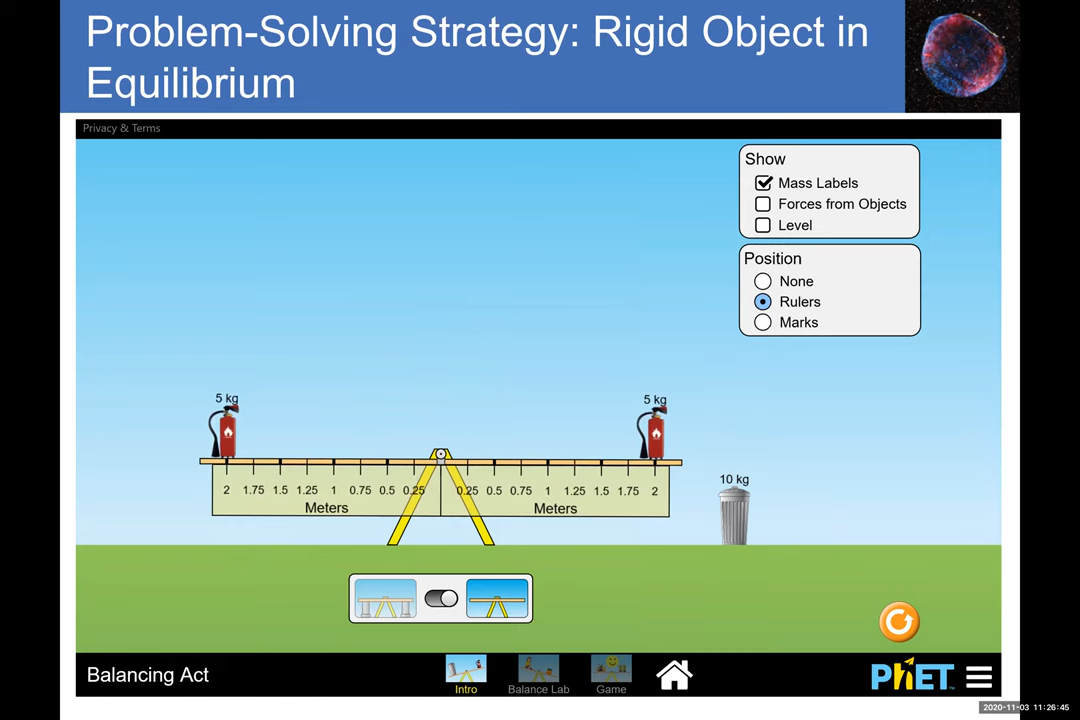 Problem-Solving Strategy: Rigid Object in
Equilibrium
Privacy & Terms
Show
Mass Labels
Forces from Objects
Level
Position
None
Rulers
Marks
5 kg
5 kg
10 kg
2 1.75 1.5 1.25 1 0.75 0.5 0.25 0.25 0.5 0.75 1 1.25 1.5 1.75 2
Meters Meters
Balancing Act
Intro
Balance Lab
Game
PhET
2020-11-03 11:26:45